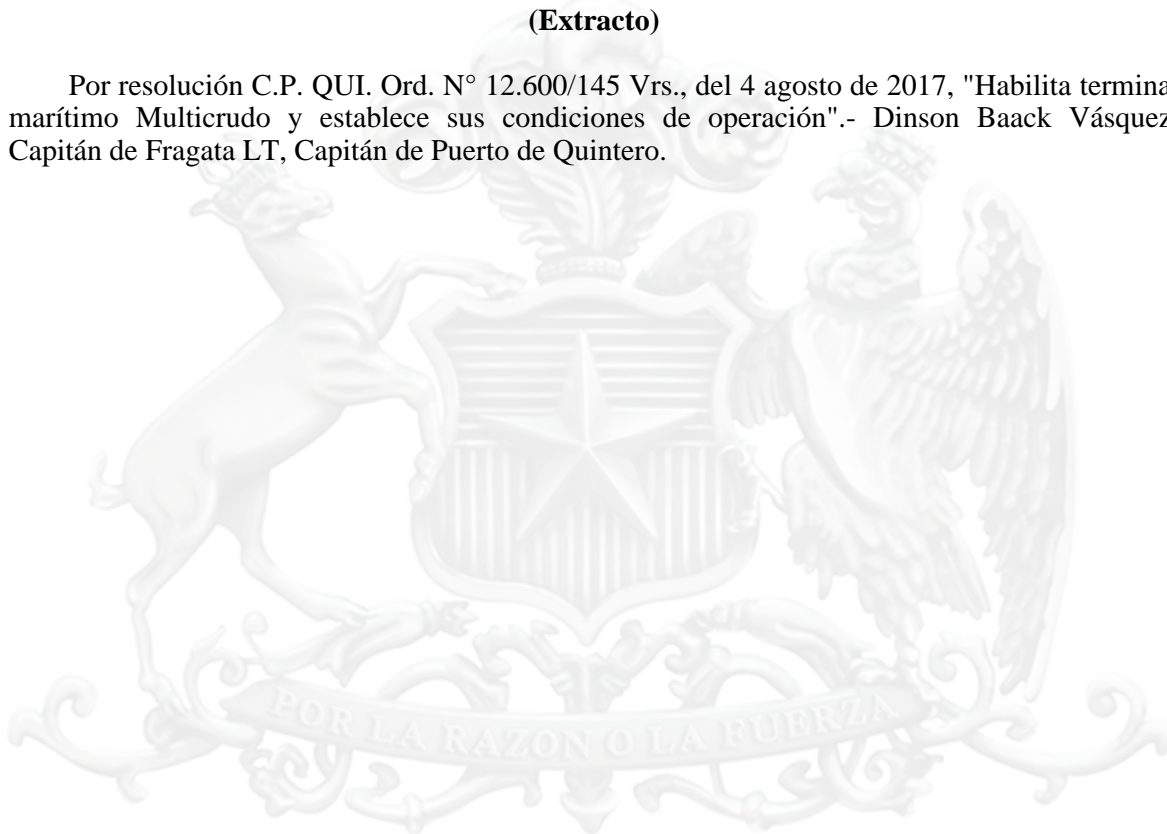 (Extracto)
Por resolución C.P. QUI. Ord. N° 12.600/145 Vrs., del 4 agosto de 2017, "Habilita termina
marítimo Multicrudo y establece sus condiciones de operación".- Dinson Baack Vásquez
Capitán de Fragata LT, Capitán de Puerto de Quintero.
POR LA RAZON O LA FUERZA